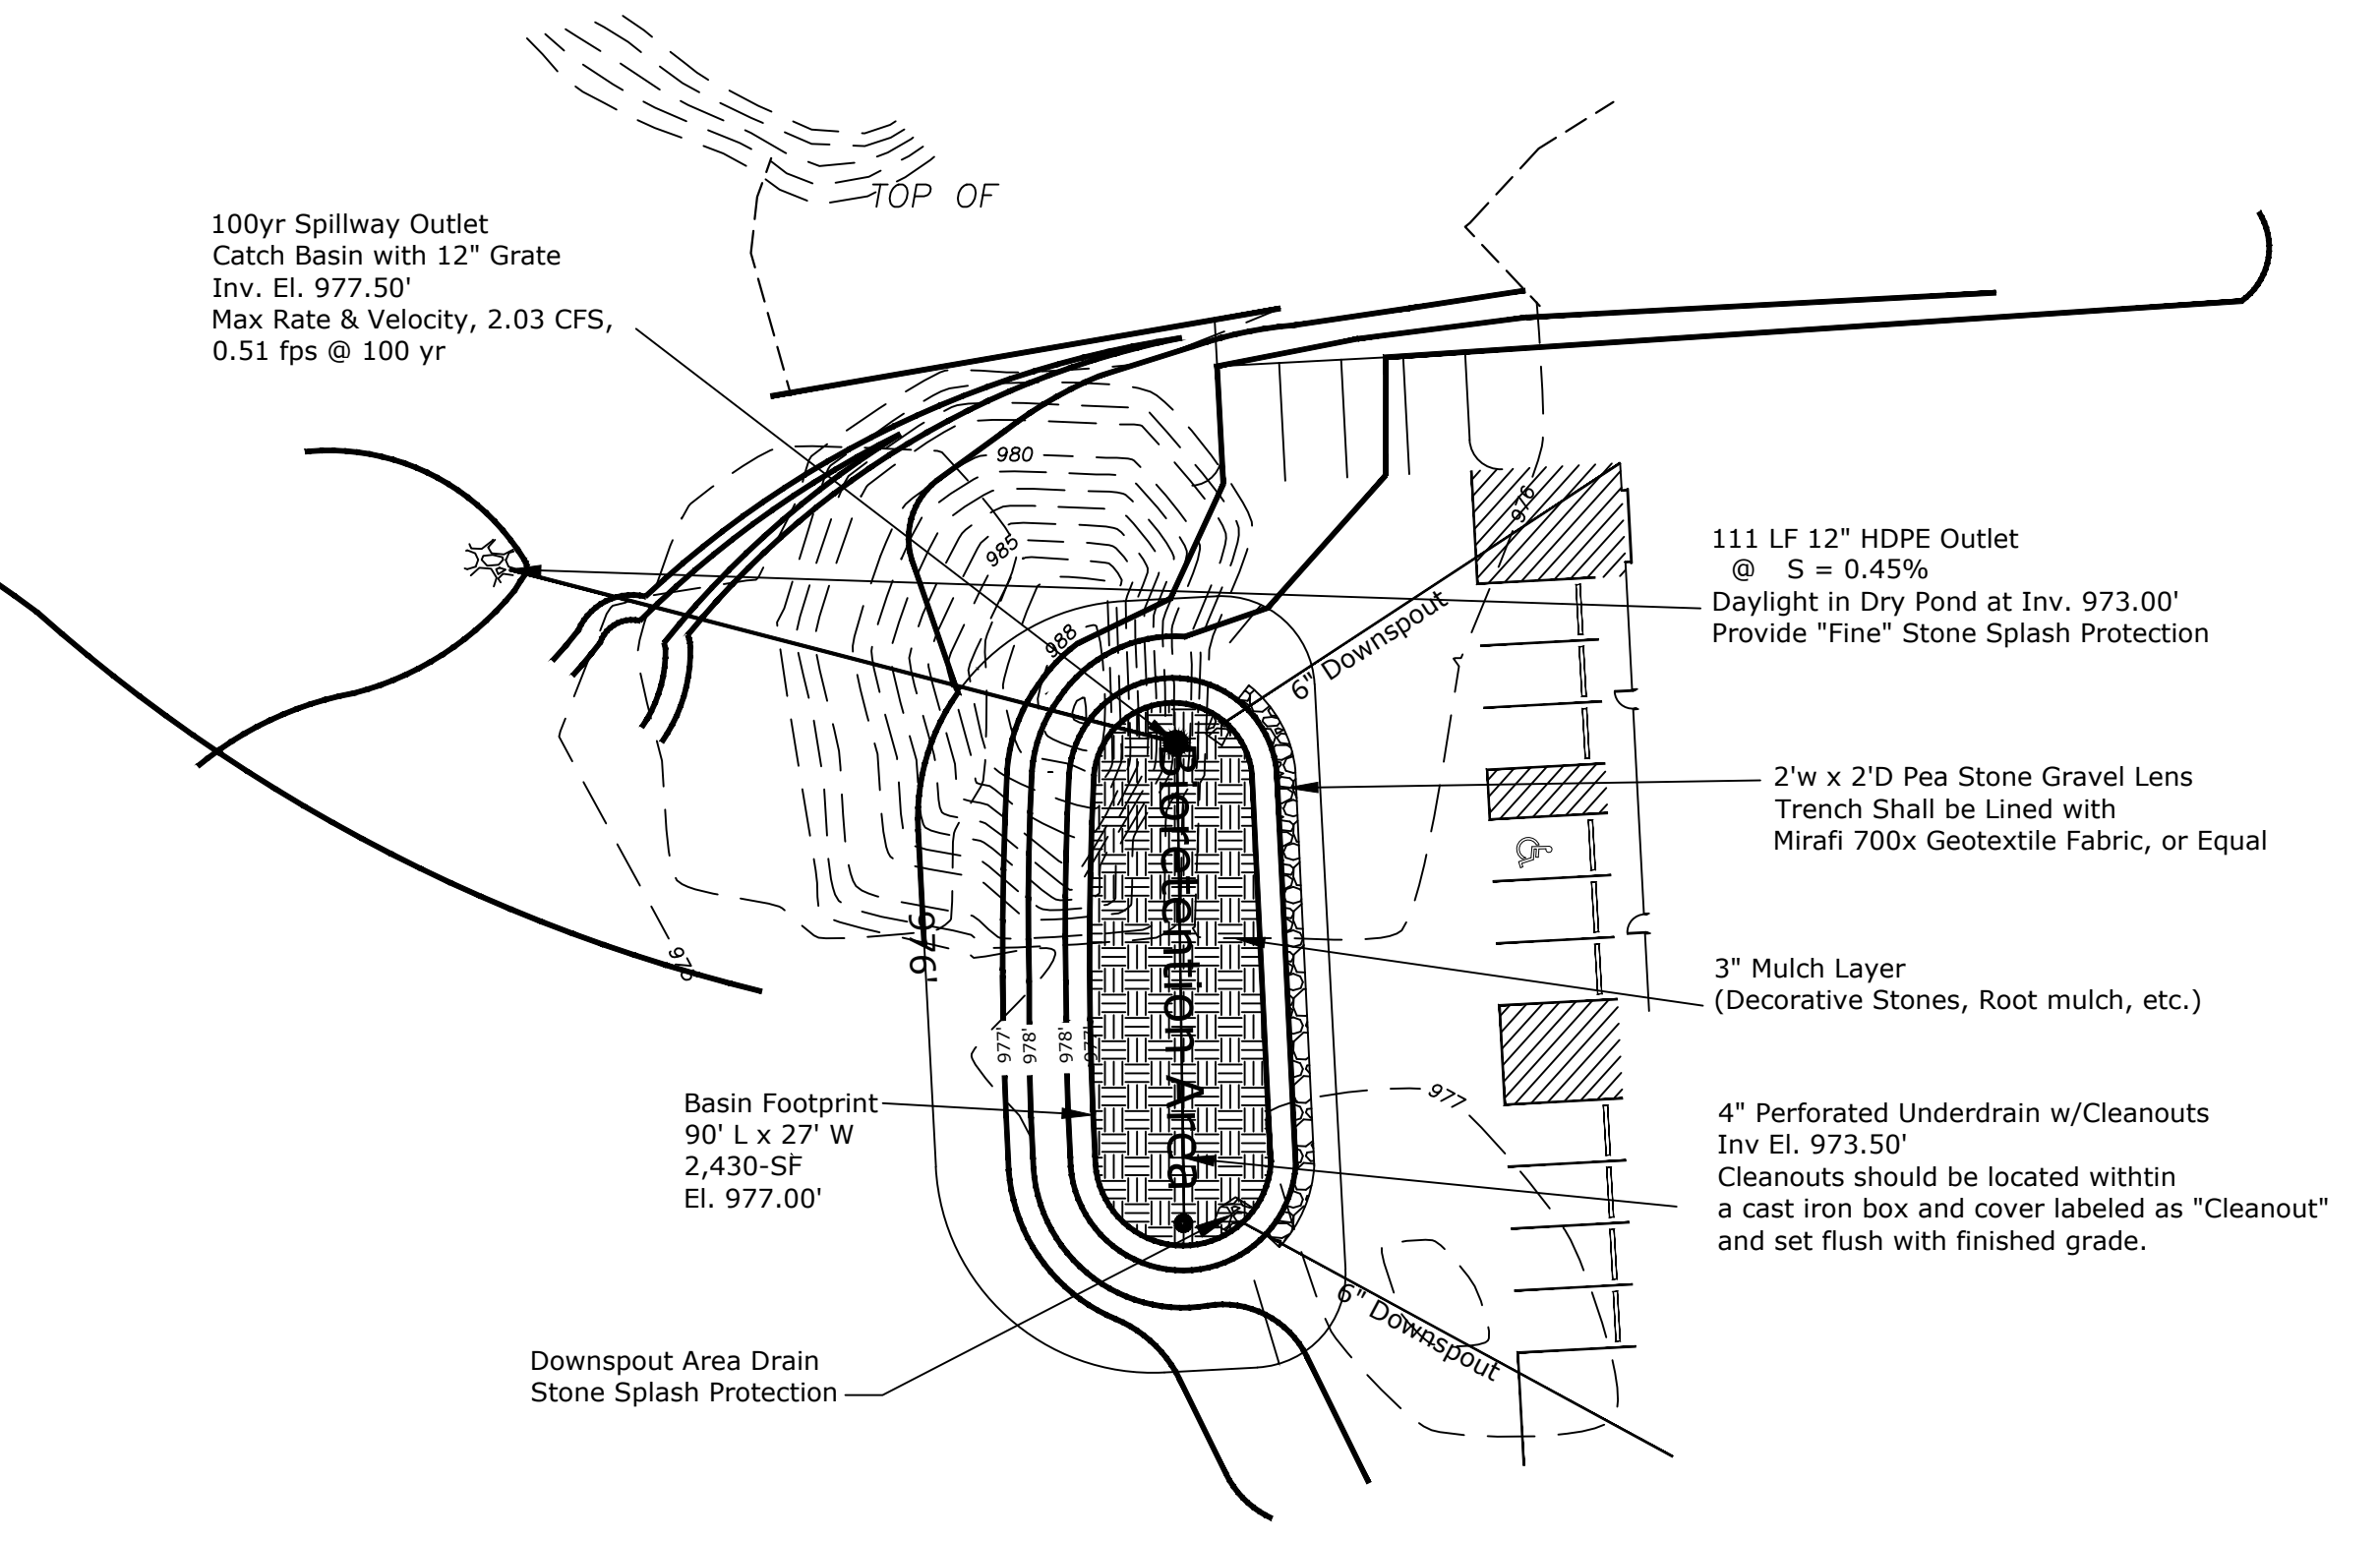 TOP OF
100yr Spillway Outlet
Catch Basin with 12" Grate
Inv. El. 977.50'
Max Rate & Velocity, 2.03 CFS,
0.51 fps @ 100 yr
980
985
988
976
6" Downspout
111 LF 12" HDPE Outlet
@ S = 0.45%
Daylight in Dry Pond at Inv. 973.00'
Provide "Fine" Stone Splash Protection
2'w x 2'D Pea Stone Gravel Lens
Trench Shall be Lined with
Mirafi 700x Geotextile Fabric, or Equal
Bioretention Area
976'
976
3" Mulch Layer
(Decorative Stones, Root mulch, etc.)
977'
978'
978'
977'
977
Basin Footprint
90' L x 27' W
2,430-SF
El. 977.00'
4" Perforated Underdrain w/Cleanouts
Inv El. 973.50'
Cleanouts should be located withtin
a cast iron box and cover labeled as "Cleanout"
and set flush with finished grade.
6" Downspout
Downspout Area Drain
Stone Splash Protection